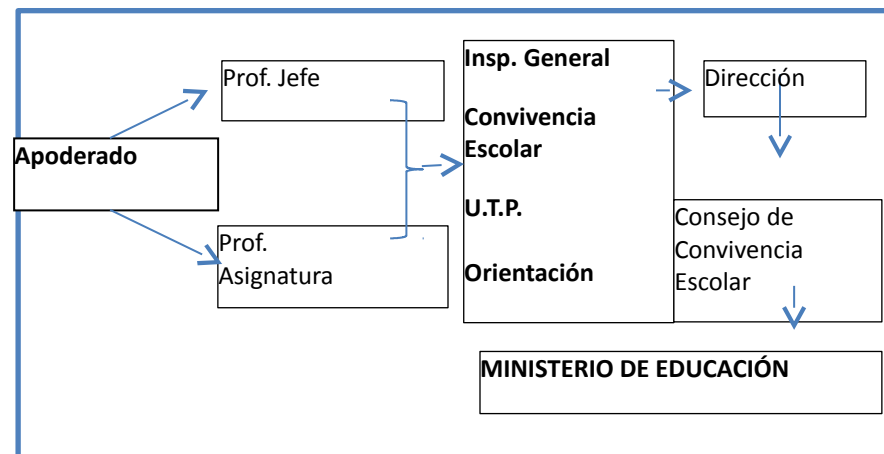 Apoderado
Prof. Jefe
Prof.
Asignatura
Insp. General
Convivencia
Escolar
U.T.P.
Orientación
Dirección
Consejo de
Convivencia
Escolar
MINISTERIO DE EDUCACIÓN